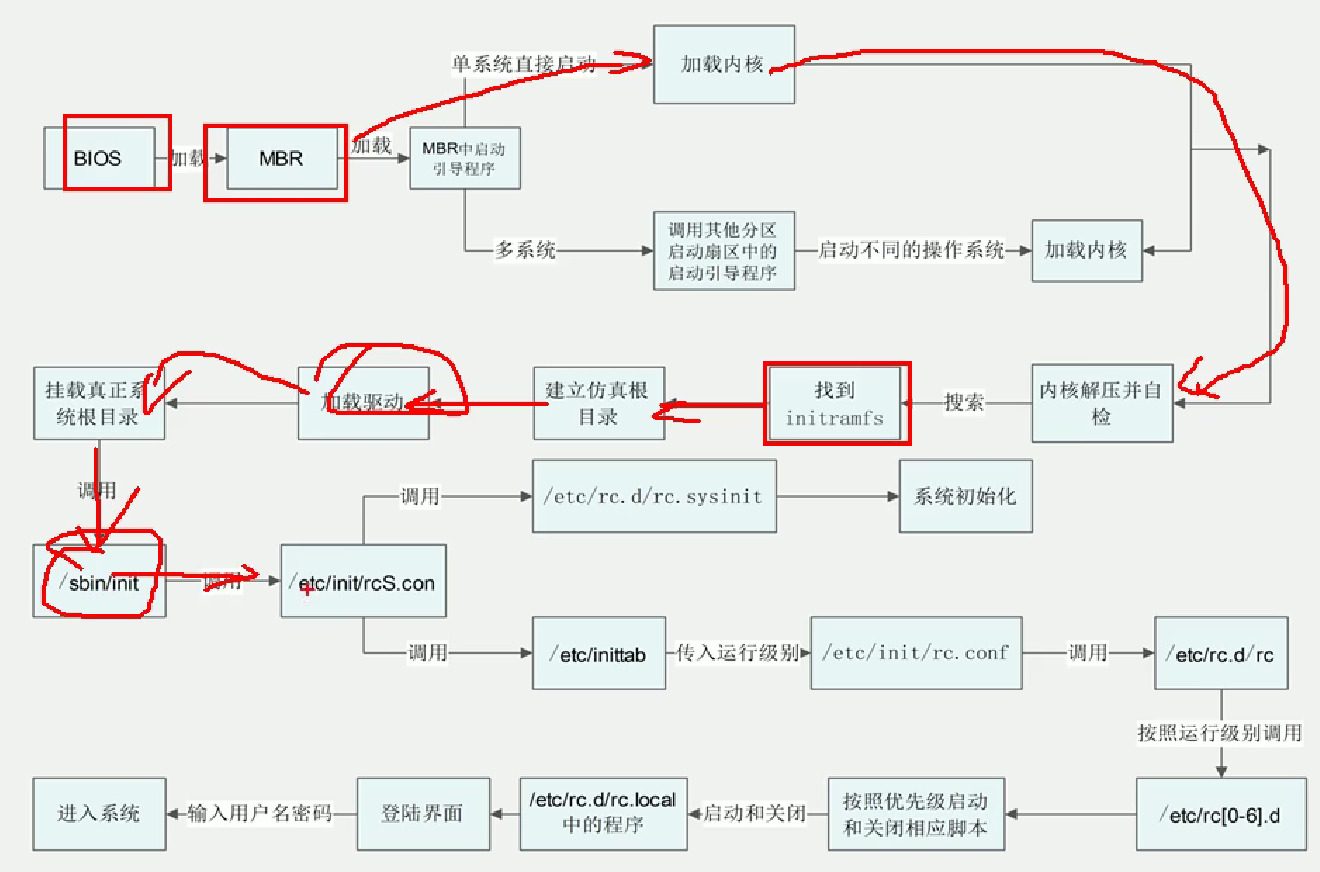 单系统直接启动
加载内核
BIOS
加载
MBR
加载
MBR中启动
引导程序
多系统
调用其他分区
启动扇区中的
启动引导程序
启动不同的操作系统
加载内核
挂载真正系
统根目录
加载驱动
建立仿真根
目录
找到
initramfs
搜索
内核解压并自
检
调用
调用
/etc/rc.d/rc.sysinit
系统初始化
/sbin/init
调用
/etc/init/rcS.con
调用
/etc/inittab
传入运行级别
/etc/init/rc.conf
调用
/etc/rc.d/rc
按照运行级别调用
进入系统
输入用户名密码
登陆界面
/etc/rc.d/rc.local
中的程序
启动和关闭
按照优先级启动
和关闭相应脚本
/etc/rc[0-6].d